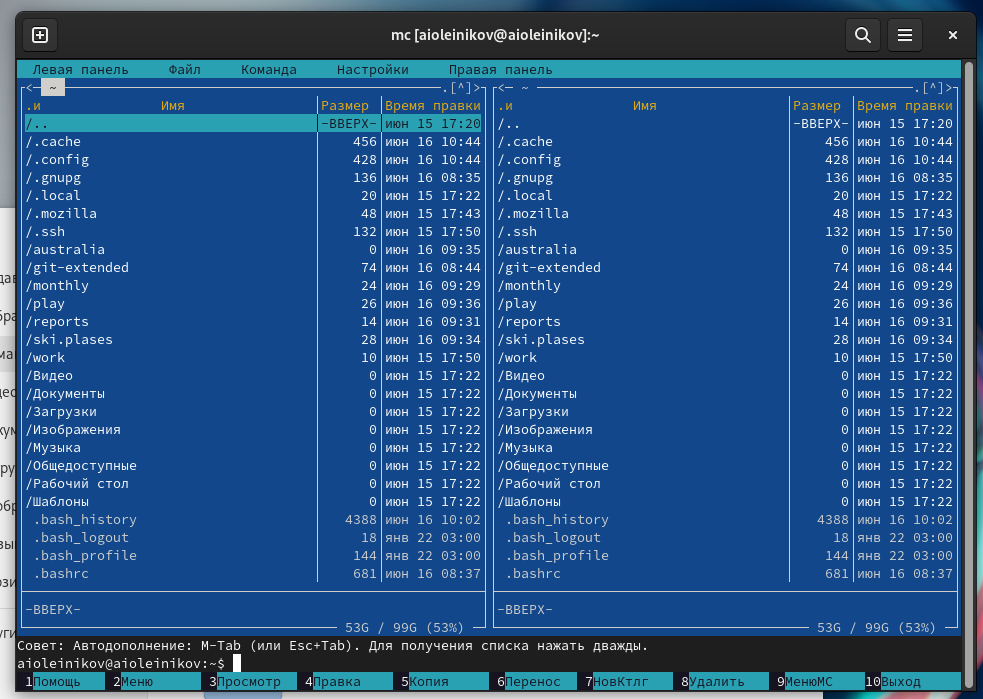 mc [aioleinikov@aioleinikov]:~
Левая панель Файл Команда Настройки Правая панель
<─ ~ .[^]> <─ ~ .[^]>
.и Имя Размер Время правки .и Имя Размер Время правки
/.. -ВВЕРХ- июн 15 17:20 /.. -ВВЕРХ- июн 15 17:20
/.cache 456 июн 16 10:44 /.cache 456 июн 16 10:44
/.config 428 июн 16 10:44 /.config 428 июн 16 10:44
/.gnupg 136 июн 16 08:35 /.gnupg 136 июн 16 08:35
/.local 20 июн 15 17:22 /.local 20 июн 15 17:22
/.mozilla 48 июн 15 17:43 /.mozilla 48 июн 15 17:43
/.ssh 132 июн 15 17:50 /.ssh 132 июн 15 17:50
/australia 0 июн 16 09:35 /australia 0 июн 16 09:35
/git-extended 74 июн 16 08:44 /git-extended 74 июн 16 08:44
/monthly 24 июн 16 09:29 /monthly 24 июн 16 09:29
/play 26 июн 16 09:36 /play 26 июн 16 09:36
/reports 14 июн 16 09:31 /reports 14 июн 16 09:31
/ski.plases 28 июн 16 09:34 /ski.plases 28 июн 16 09:34
/work 10 июн 15 17:50 /work 10 июн 15 17:50
/Видео 0 июн 15 17:22 /Видео 0 июн 15 17:22
/Документы 0 июн 15 17:22 /Документы 0 июн 15 17:22
/Загрузки 0 июн 15 17:22 /Загрузки 0 июн 15 17:22
/Изображения 0 июн 15 17:22 /Изображения 0 июн 15 17:22
/Музыка 0 июн 15 17:22 /Музыка 0 июн 15 17:22
/Общедоступные 0 июн 15 17:22 /Общедоступные 0 июн 15 17:22
/Рабочий стол 0 июн 15 17:22 /Рабочий стол 0 июн 15 17:22
/Шаблоны 0 июн 15 17:22 /Шаблоны 0 июн 15 17:22
.bash_history 4388 июн 16 10:02 .bash_history 4388 июн 16 10:02
.bash_logout 18 янв 22 03:00 .bash_logout 18 янв 22 03:00
.bash_profile 144 янв 22 03:00 .bash_profile 144 янв 22 03:00
.bashrc 681 июн 16 08:37 .bashrc 681 июн 16 08:37
-ВВЕРХ- -ВВЕРХ-
53G / 99G (53%) 53G / 99G (53%)
Совет: Автодополнение: M-Tab (или Esc+Tab). Для получения списка нажать дважды.
aioleinikov@aioleinikov:~$
1Помощь 2Меню 3Просмотр 4Правка 5Копия 6Перенос 7НовКтлг 8Удалить 9МенюMC 10Выход